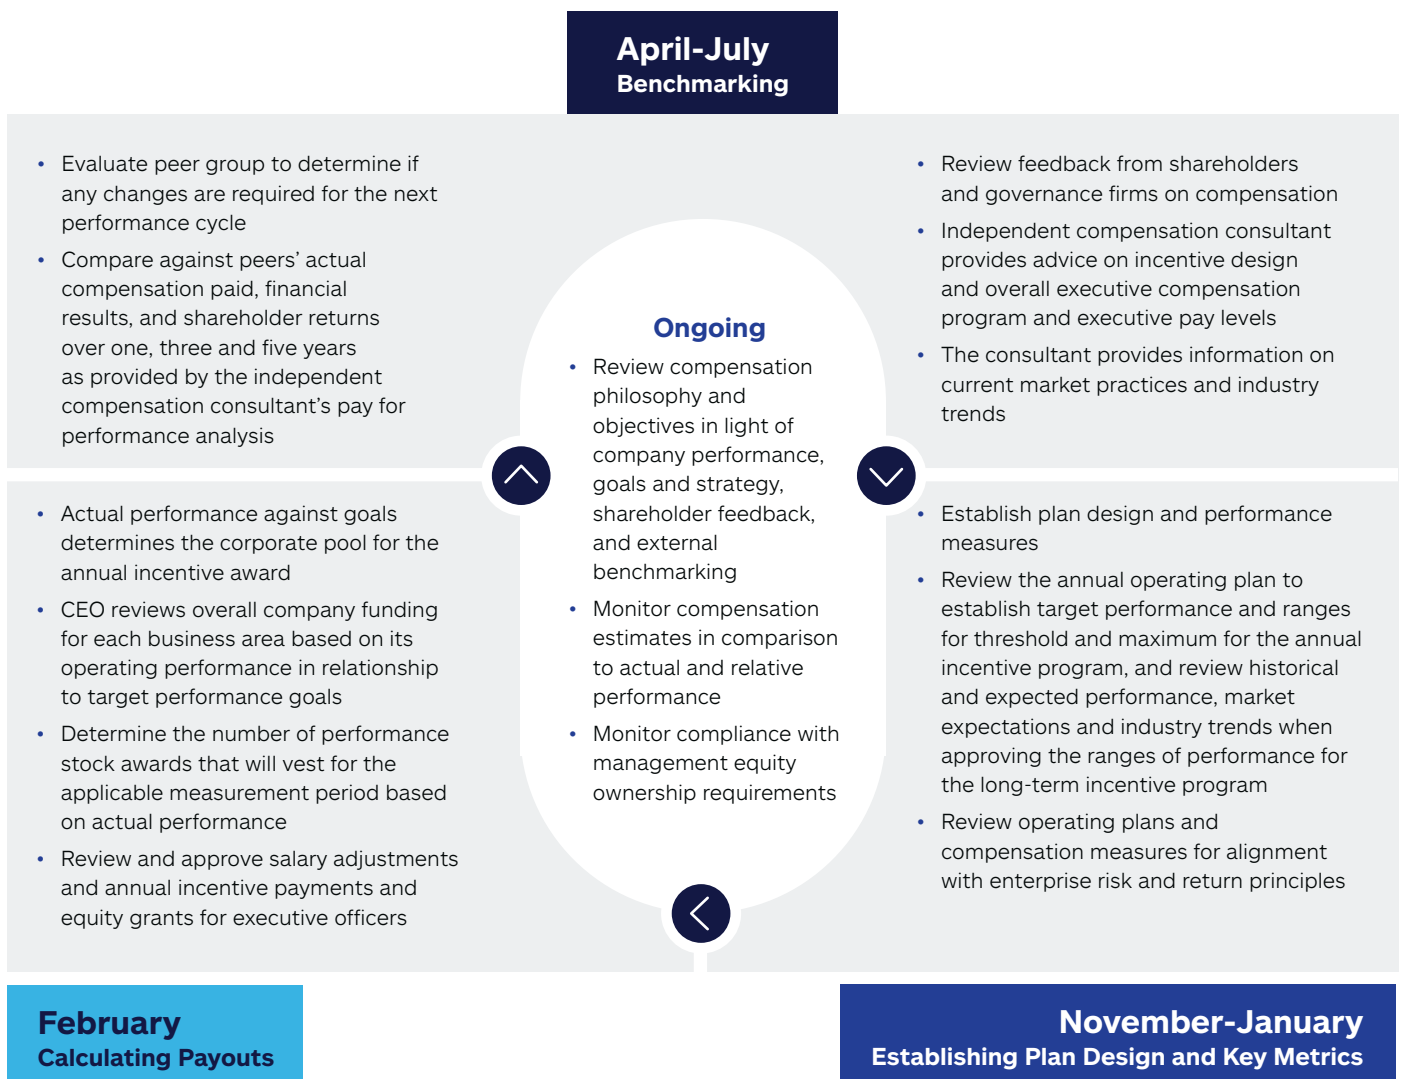 April-July
Benchmarking
• Evaluate peer group to determine if
any changes are required for the next
performance cycle
• Compare against peers’ actual
compensation paid, financial
results, and shareholder returns
over one, three and five years
as provided by the independent
compensation consultant’s pay for
performance analysis
• Review feedback from shareholders
and governance firms on compensation
• Independent compensation consultant
provides advice on incentive design
and overall executive compensation
program and executive pay levels
• The consultant provides information on
current market practices and industry
trends
Ongoing
• Review compensation
philosophy and
objectives in light of
company performance,
goals and strategy,
shareholder feedback,
and external
benchmarking
• Monitor compensation
estimates in comparison
to actual and relative
performance
• Monitor compliance with
management equity
ownership requirements
• Actual performance against goals
determines the corporate pool for the
annual incentive award
• CEO reviews overall company funding
for each business area based on its
operating performance in relationship
to target performance goals
• Determine the number of performance
stock awards that will vest for the
applicable measurement period based
on actual performance
• Review and approve salary adjustments
and annual incentive payments and
equity grants for executive officers
• Establish plan design and performance
measures
• Review the annual operating plan to
establish target performance and ranges
for threshold and maximum for the annual
incentive program, and review historical
and expected performance, market
expectations and industry trends when
approving the ranges of performance for
the long-term incentive program
• Review operating plans and
compensation measures for alignment
with enterprise risk and return principles
February
Calculating Payouts
November-January
Establishing Plan Design and Key Metrics